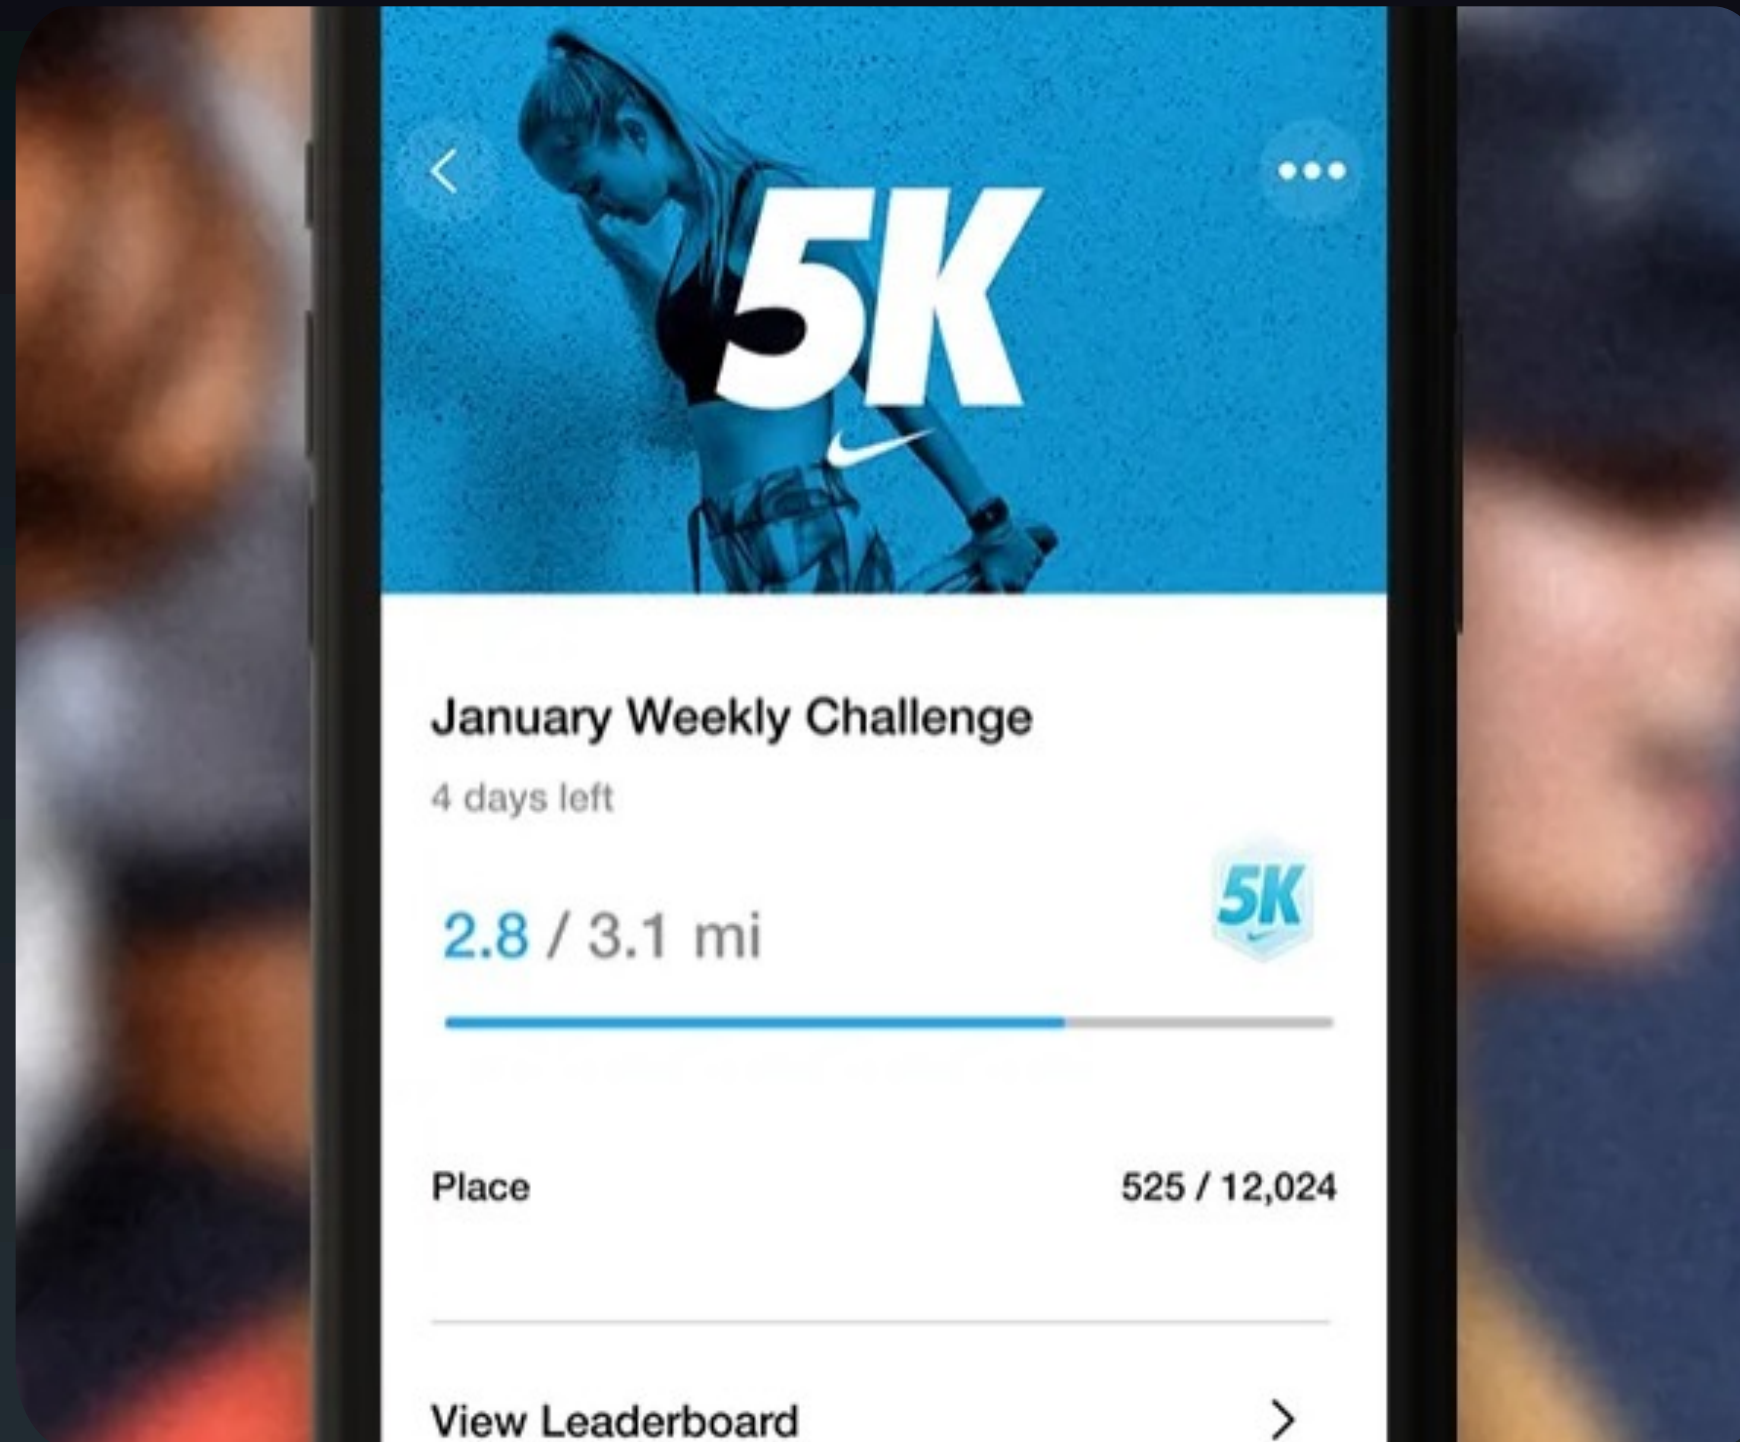 5K
January Weekly Challenge
4 days left
2.8 / 3.1 mi
5K
Place 525 / 12,024
View Leaderboard